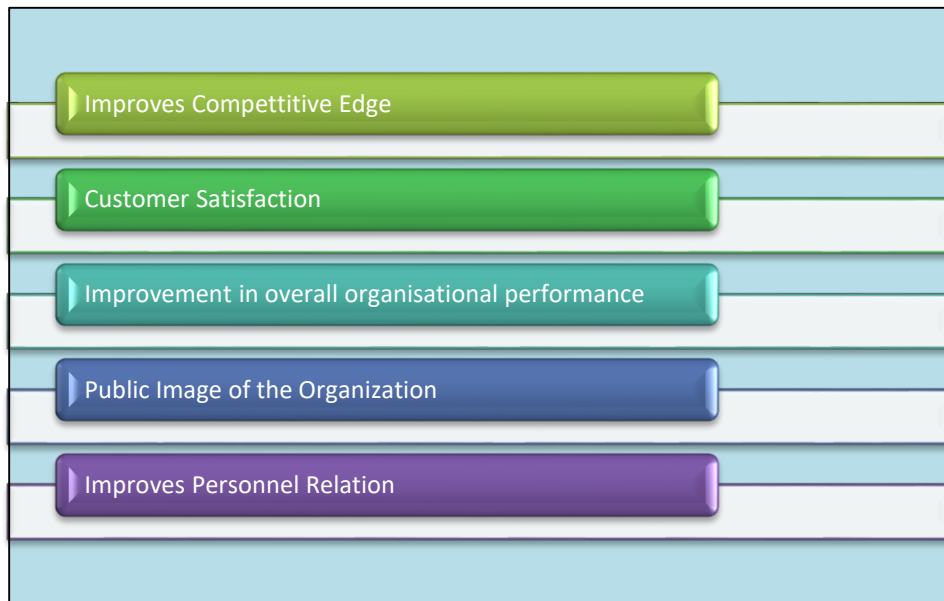 Improves Compettitive Edge
Customer Satisfaction
Improvement in overall organisational performance
Public Image of the Organization
Improves Personnel Relation